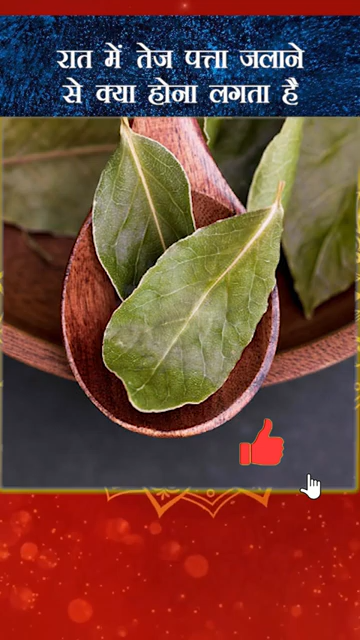 रात में तेज पत्ता जलाने
से क्या होना लगता है